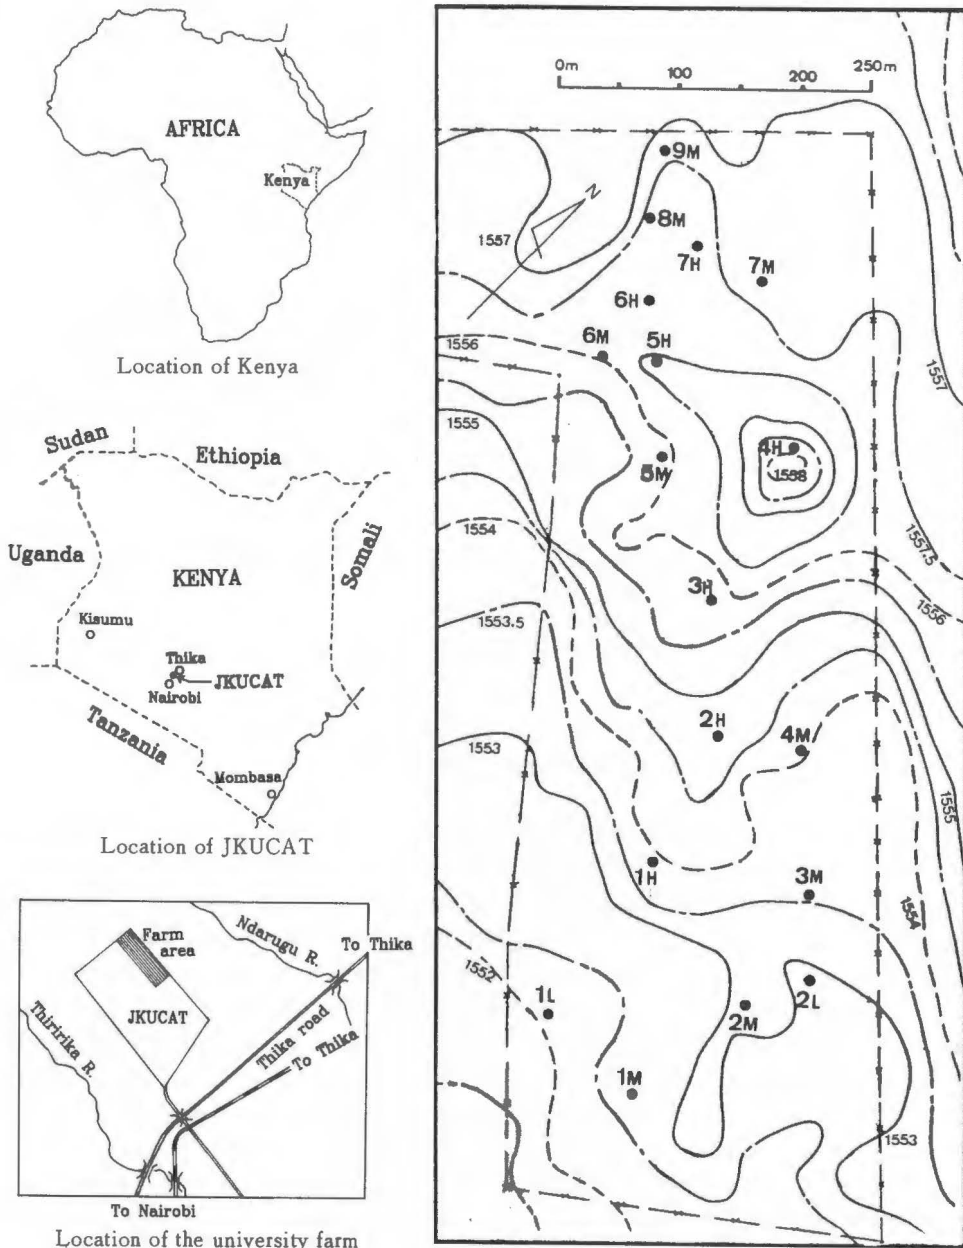 AFRICA
Kenya
Location of Kenya
Sudan
Ethiopia
Uganda
Somali
KENYA
Kisumu
Thika
JKUCAT
Nairobi
Tanzania
Mombasa
Location of JKUCAT
Ndarugu R.
To Thika
Farm
area
JKUCAT
Thika road
To Thika
Thiririka R.
To Nairobi
Location of the university farm
0m 100 200 250m
9M
N
8M
1557
7H
7M
6H
1556
6M
5H
1557
1555
4H
5M
1558
1554
1557.5
3H
1556
1553.5
2H
4M
1553
1555
1H
3M
1554
1552
1L
2L
2M
1M
1553